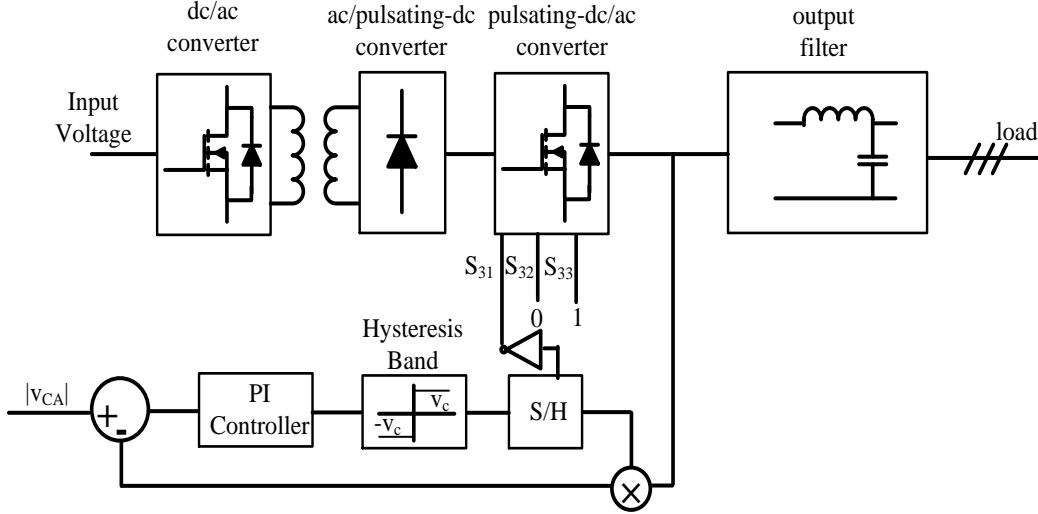 dc/ac
converter
ac/pulsating-dc
converter
pulsating-dc/ac
converter
output
filter
Input
Voltage
load
S31
S32
S33
0
1
Hysteresis
Band
|vCA|
+
-
PI
Controller
vc
-vc
S/H
×